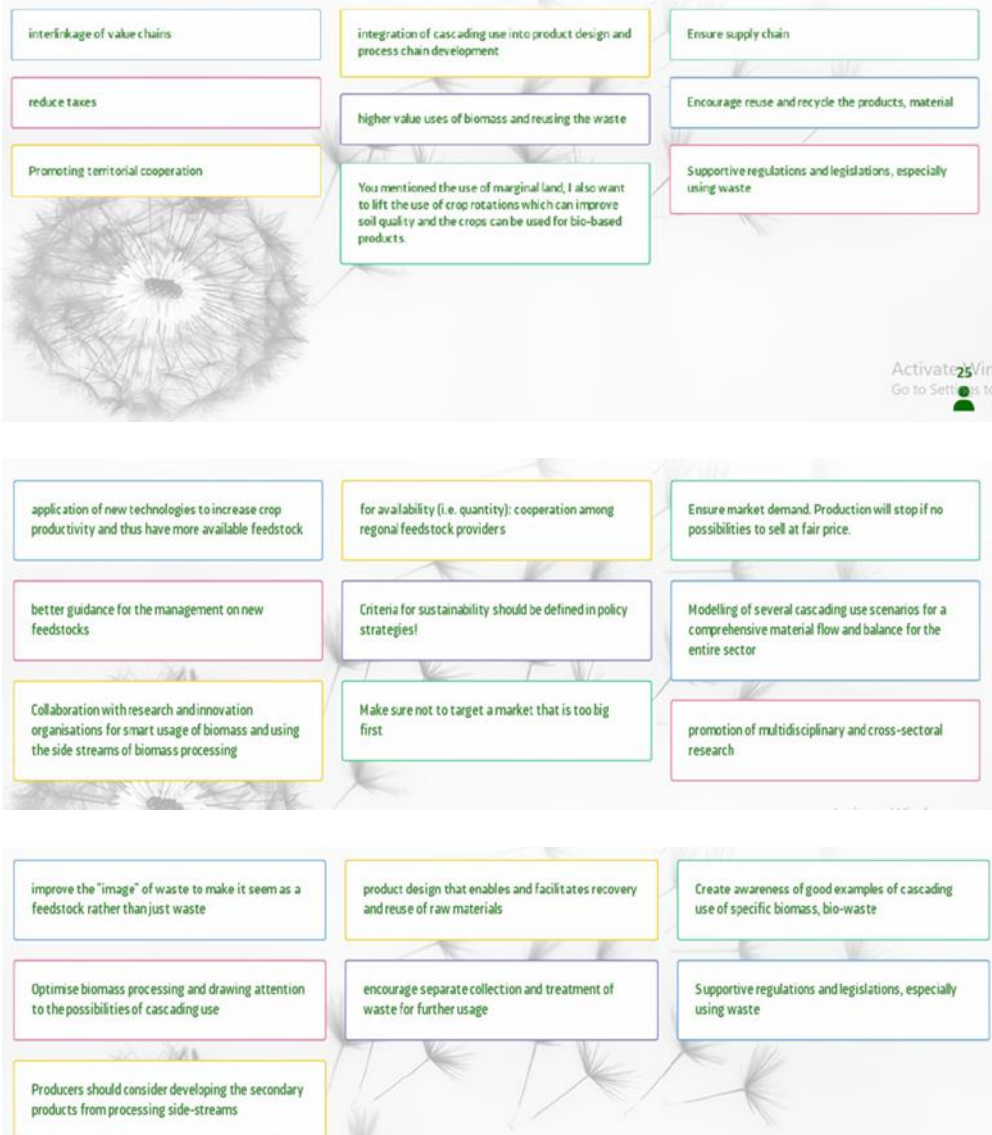 interlinkage of value chains
reduce taxes
Promoting territorial cooperation
integration of cascading use into product design and
process chain development
higher value uses of biomass and reusing the waste
You mentioned the use of marginal land, I also want
to lift the use of crop rotations which can improve
soil quality and the crops can be used for bio-based
products.
Ensure supply chain
Encourage reuse and recycle the products, material
Supportive regulations and legislations, especially
using waste
Activate Win
25
Go to Settings to
application of new technologies to increase crop
productivity and thus have more available feedstock
better guidance for the management on new
feedstocks
Collaboration with research and innovation
organisations for smart usage of biomass and using
the side streams of biomass processing
for availability (i.e. quantity): cooperation among
regonal feedstock providers
Criteria for sustainability should be defined in policy
strategies!
Make sure not to target a market that is too big
first
Ensure market demand. Production will stop if no
possibilities to sell at fair price.
Modelling of several cascading use scenarios for a
comprehensive material flow and balance for the
entire sector
promotion of multidisciplinary and cross-sectoral
research
improve the "image" of waste to make it seem as a
feedstock rather than just waste
Optimise biomass processing and drawing attention
to the possibilities of cascading use
Producers should consider developing the secondary
products from processing side-streams
product design that enables and facilitates recovery
and reuse of raw materials
encourage separate collection and treatment of
waste for further usage
Create awareness of good examples of cascading
use of specific biomass, bio-waste
Supportive regulations and legislations, especially
using waste